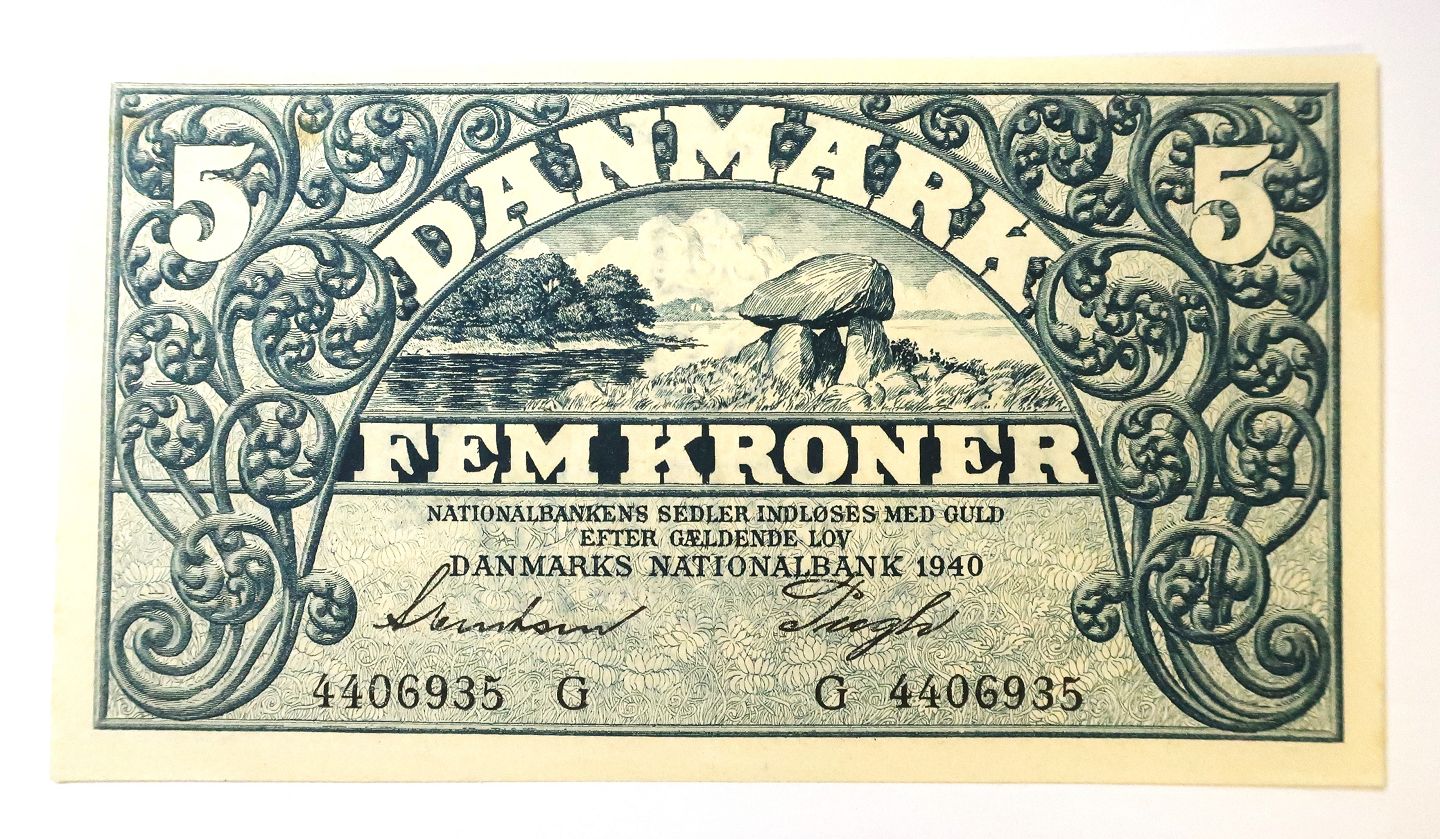 5 DANMARK 5
FEM KRONER
NATIONALBANKENS SEDLER INDLØSES MED GULD
EFTER GÆLDENDE LOV
DANMARKS NATIONALBANK 1940
4406935 G G 4406935